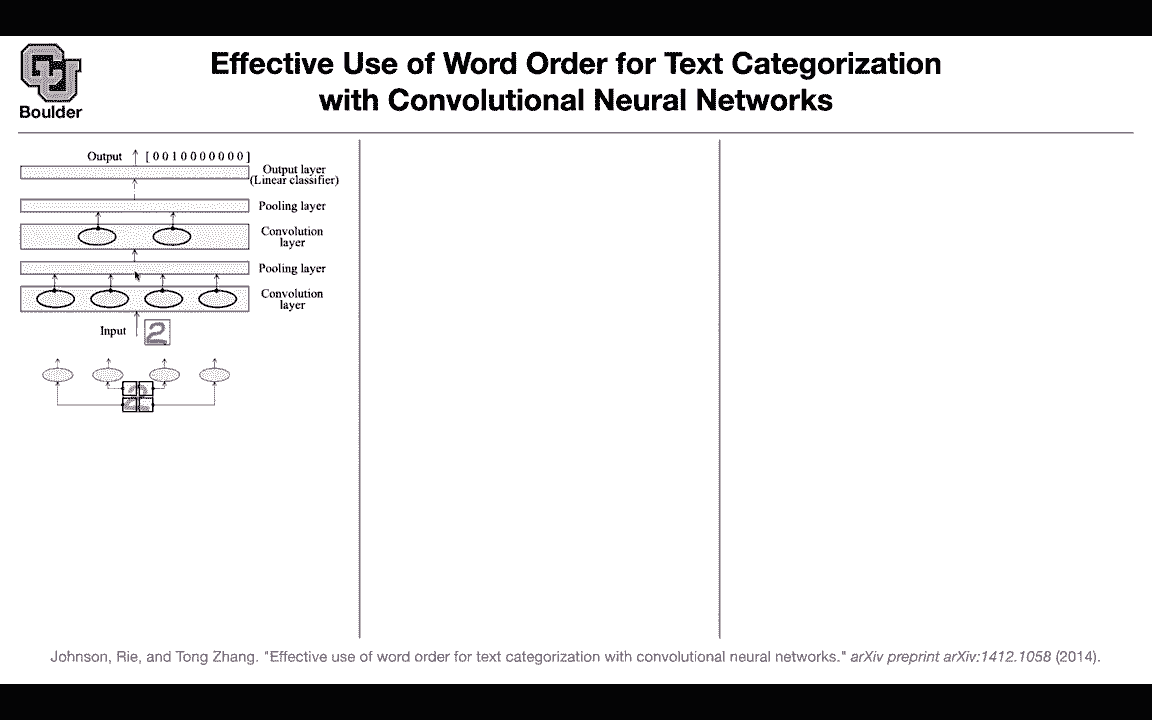 Effective Use of Word Order for Text Categorization
with Convolutional Neural Networks
Boulder
Output [ 0 0 1 0 0 0 0 0 0 0 ]
Output layer
(Linear classifier)
Pooling layer
Convolution
layer
Pooling layer
Convolution
layer
Input 2
Johnson, Rie, and Tong Zhang. "Effective use of word order for text categorization with convolutional neural networks." arXiv preprint arXiv:1412.1058 (2014).